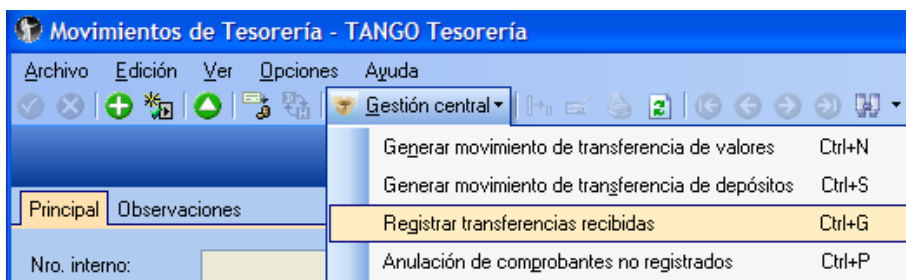 Movimientos de Tesorería - TANGO Tesorería
Archivo Edición Ver Opciones Ayuda
Gestión central
Generar movimiento de transferencia de valores Ctrl+N
Generar movimiento de transferencia de depósitos Ctrl+S
Principal Observaciones
Registrar transferencias recibidas Ctrl+G
Nro. interno:
Anulación de comprobantes no registrados Ctrl+P